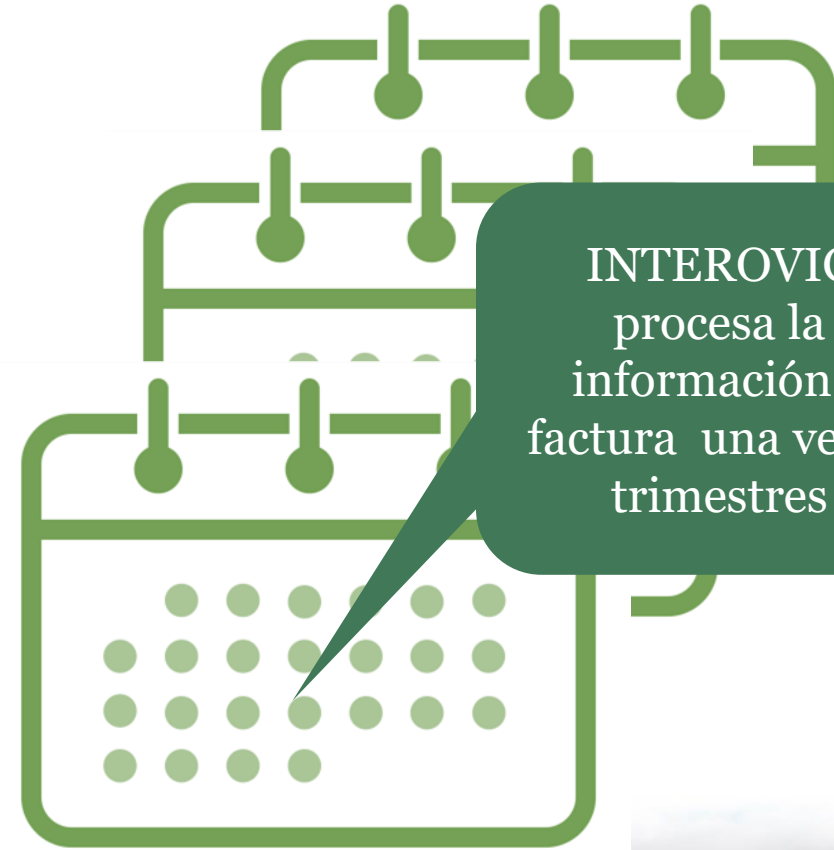 INTEROVIC
procesa la
información
factura una ve
trimestres